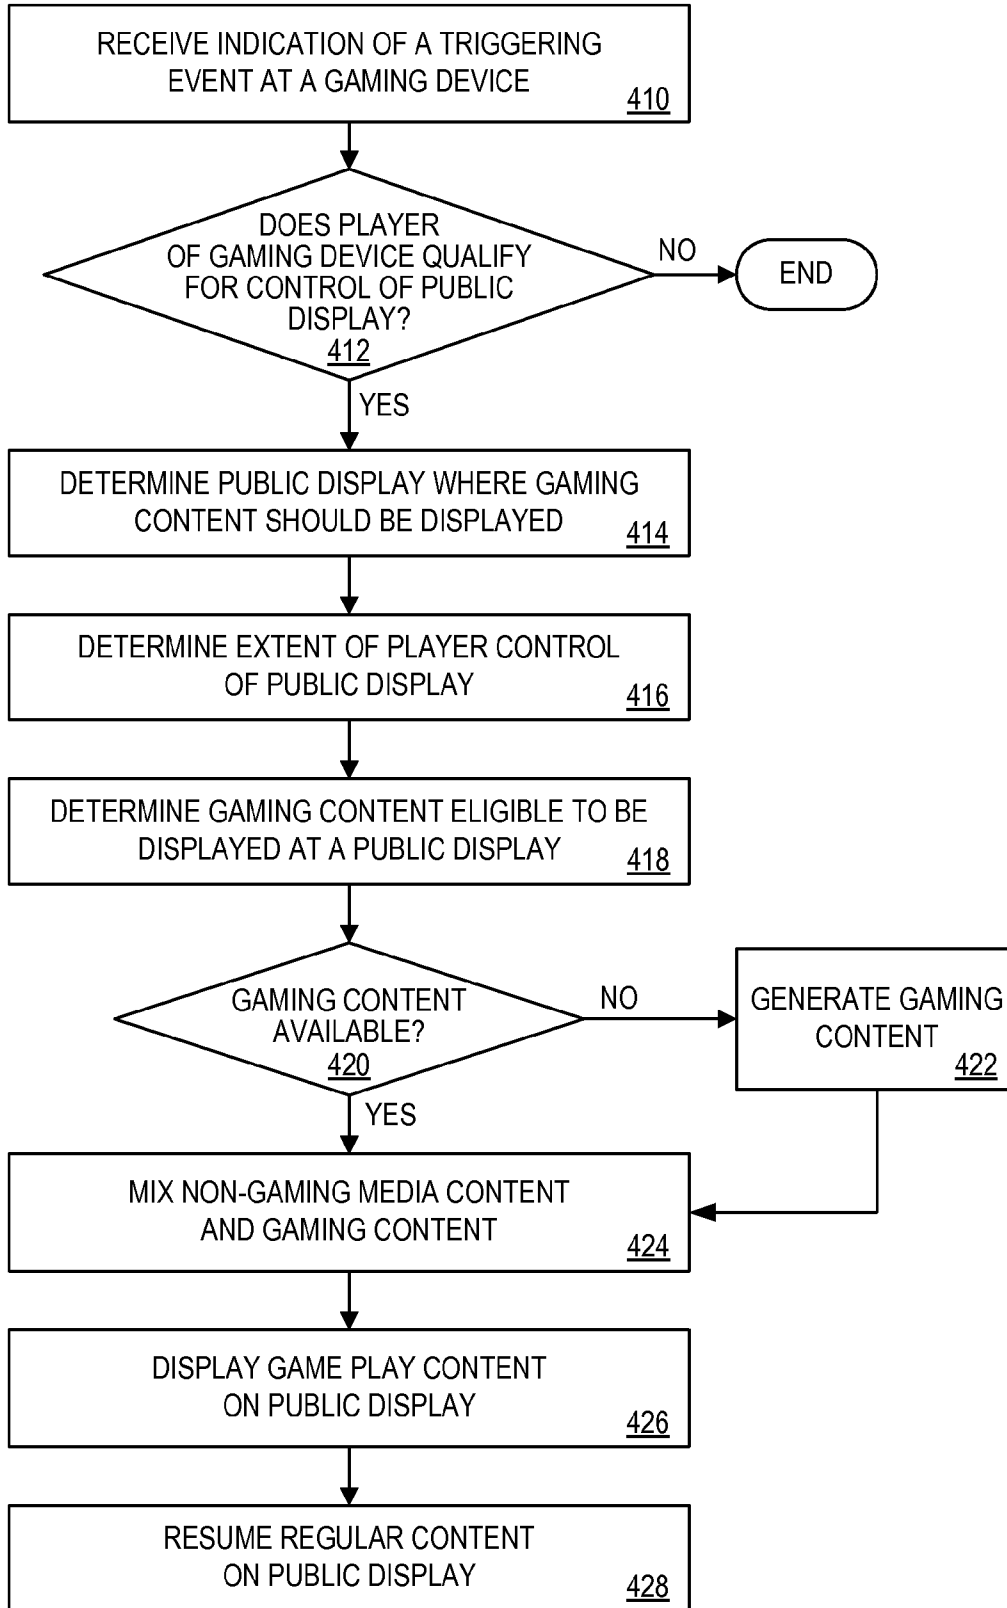 RECEIVE INDICATION OF A TRIGGERING
EVENT AT A GAMING DEVICE
410
DOES PLAYER
OF GAMING DEVICE QUALIFY
FOR CONTROL OF PUBLIC
DISPLAY?
412
NO
END
YES
DETERMINE PUBLIC DISPLAY WHERE GAMING
CONTENT SHOULD BE DISPLAYED
414
DETERMINE EXTENT OF PLAYER CONTROL
OF PUBLIC DISPLAY
416
DETERMINE GAMING CONTENT ELIGIBLE TO BE
DISPLAYED AT A PUBLIC DISPLAY
418
GAMING CONTENT
AVAILABLE?
420
NO
GENERATE GAMING
CONTENT
422
YES
MIX NON-GAMING MEDIA CONTENT
AND GAMING CONTENT
424
DISPLAY GAME PLAY CONTENT
ON PUBLIC DISPLAY
426
RESUME REGULAR CONTENT
ON PUBLIC DISPLAY
428